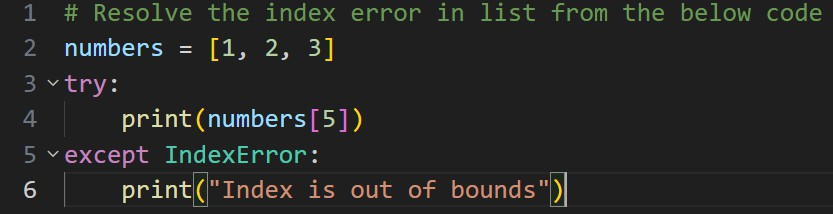 1 # Resolve the index error in list from the below code
2 numbers = [1, 2, 3]
3 try:
4     print(numbers[5])
5 except IndexError:
6     print("Index is out of bounds")